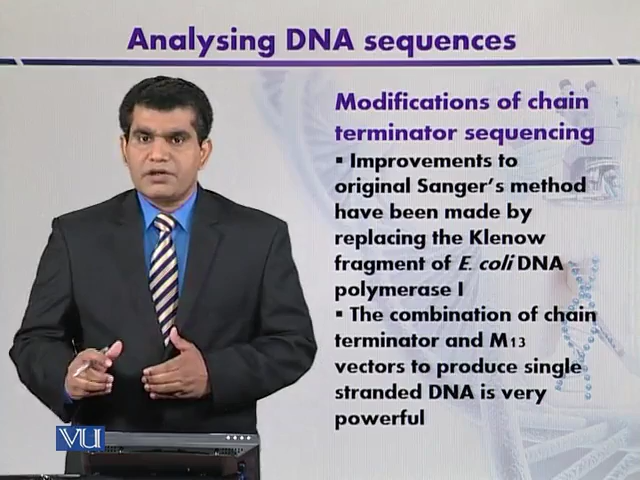 Analysing DNA sequences
Modifications of chain
terminator sequencing
▪ Improvements to
original Sanger's method
have been made by
replacing the Klenow
fragment of E. coli DNA
polymerase I
▪ The combination of chain
terminator and M13
vectors to produce single
stranded DNA is very
powerful
VU